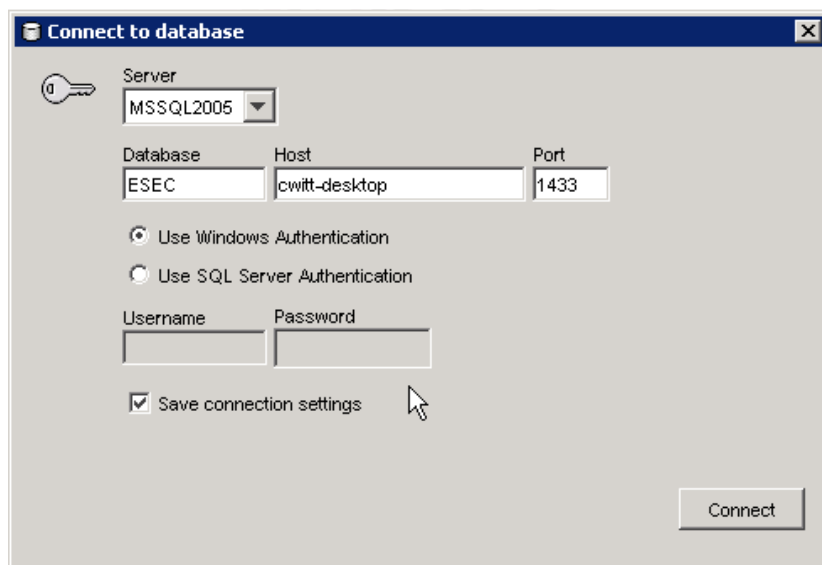 Connect to database
Server
MSSQL2005
Database Host Port
ESEC cwitt-desktop 1433
Use Windows Authentication
Use SQL Server Authentication
Username Password
Save connection settings
Connect